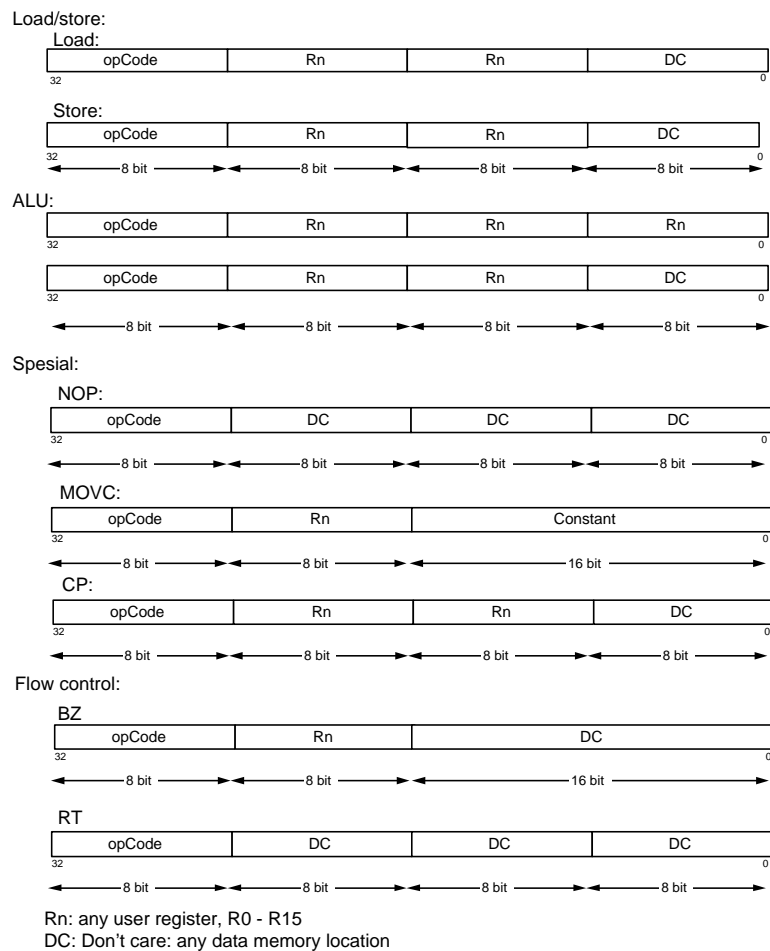 Load/store:
Load:
opCode Rn Rn DC
32 0
Store:
opCode Rn Rn DC
32 0
8 bit 8 bit 8 bit 8 bit
ALU:
opCode Rn Rn Rn
32 0
opCode Rn Rn DC
32 0
8 bit 8 bit 8 bit 8 bit
Spesial:
NOP:
opCode DC DC DC
32 0
8 bit 8 bit 8 bit 8 bit
MOVC:
opCode Rn Constant
32 0
8 bit 8 bit 16 bit
CP:
opCode Rn Rn DC
32 0
8 bit 8 bit 8 bit 8 bit
Flow control:
BZ
opCode Rn DC
32 0
8 bit 8 bit 16 bit
RT
opCode DC DC DC
32 0
8 bit 8 bit 8 bit 8 bit
Rn: any user register, R0 - R15
DC: Don't care: any data memory location